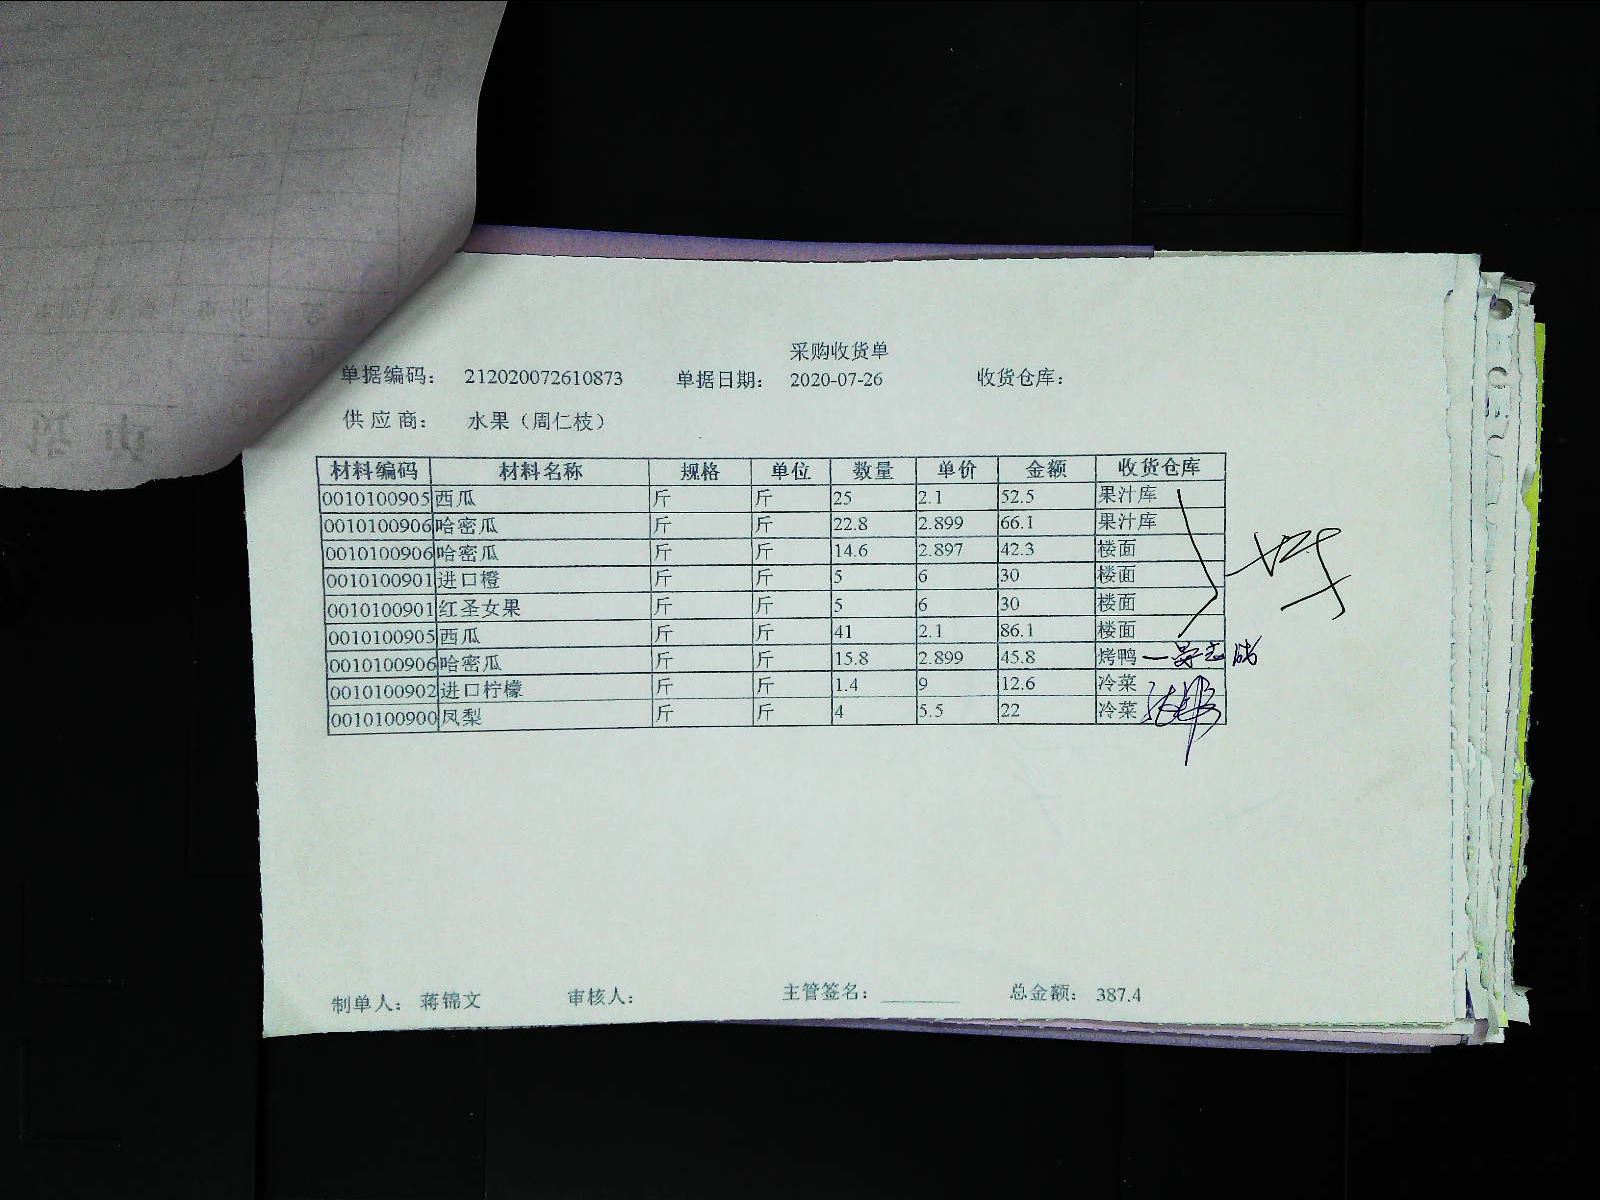 采购收货单
单据编码： 212020072610873 单据日期： 2020-07-26 收货仓库：
供应商： 水果（周仁枝）
材料编码 材料名称 规格 单位 数量 单价 金额 收货仓库
0010100905 西瓜 斤 斤 25 2.1 52.5 果汁库
0010100906 哈密瓜 斤 斤 22.8 2.899 66.1 果汁库
0010100906 哈密瓜 斤 斤 14.6 2.897 42.3 楼面
0010100901 进口橙 斤 斤 5 6 30 楼面
0010100901 红圣女果 斤 斤 5 6 30 楼面
0010100905 西瓜 斤 斤 41 2.1 86.1 楼面
0010100906 哈密瓜 斤 斤 15.8 2.899 45.8 烤鸭
0010100902 进口柠檬 斤 斤 1.4 9 12.6 冷菜
0010100900 凤梨 斤 斤 4 5.5 22 冷菜
制单人： 蒋锦文 审核人： 主管签名： ________ 总金额： 387.4